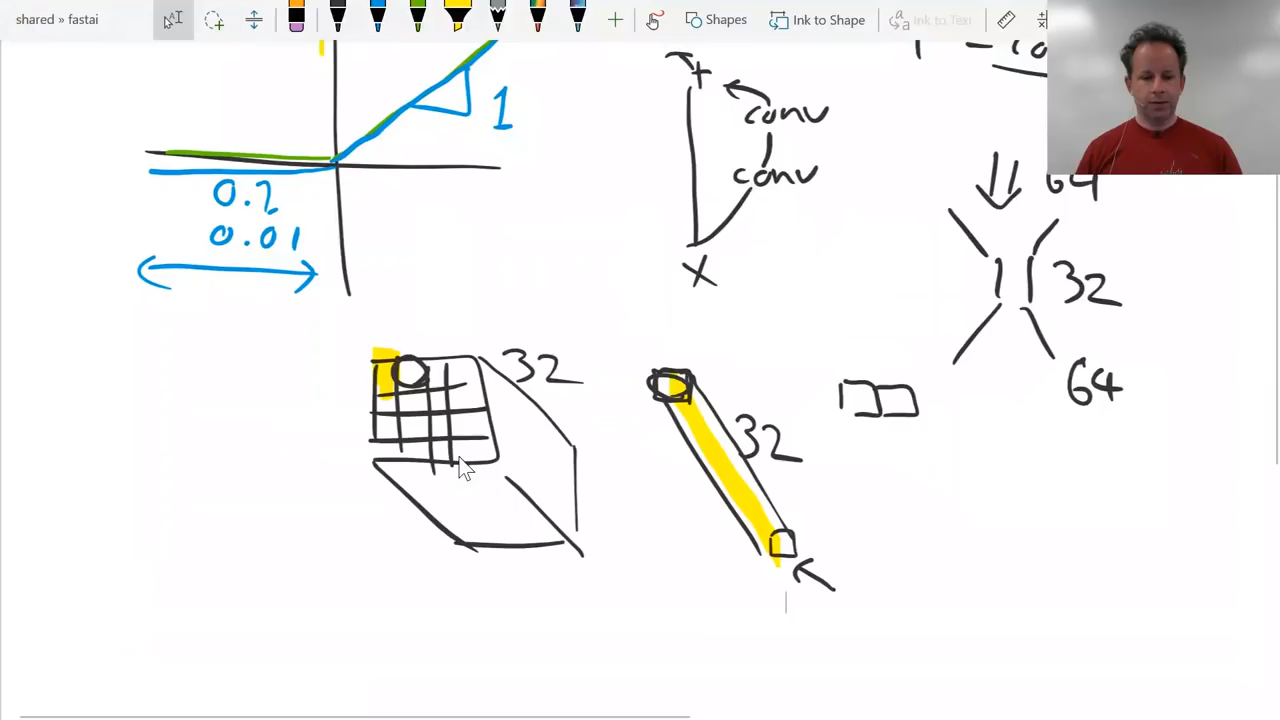 shared » fastai
Shapes
Ink to Shape
Ink to Text
1
conv
conv
x
0.2
0.01
64
32
64
32
32